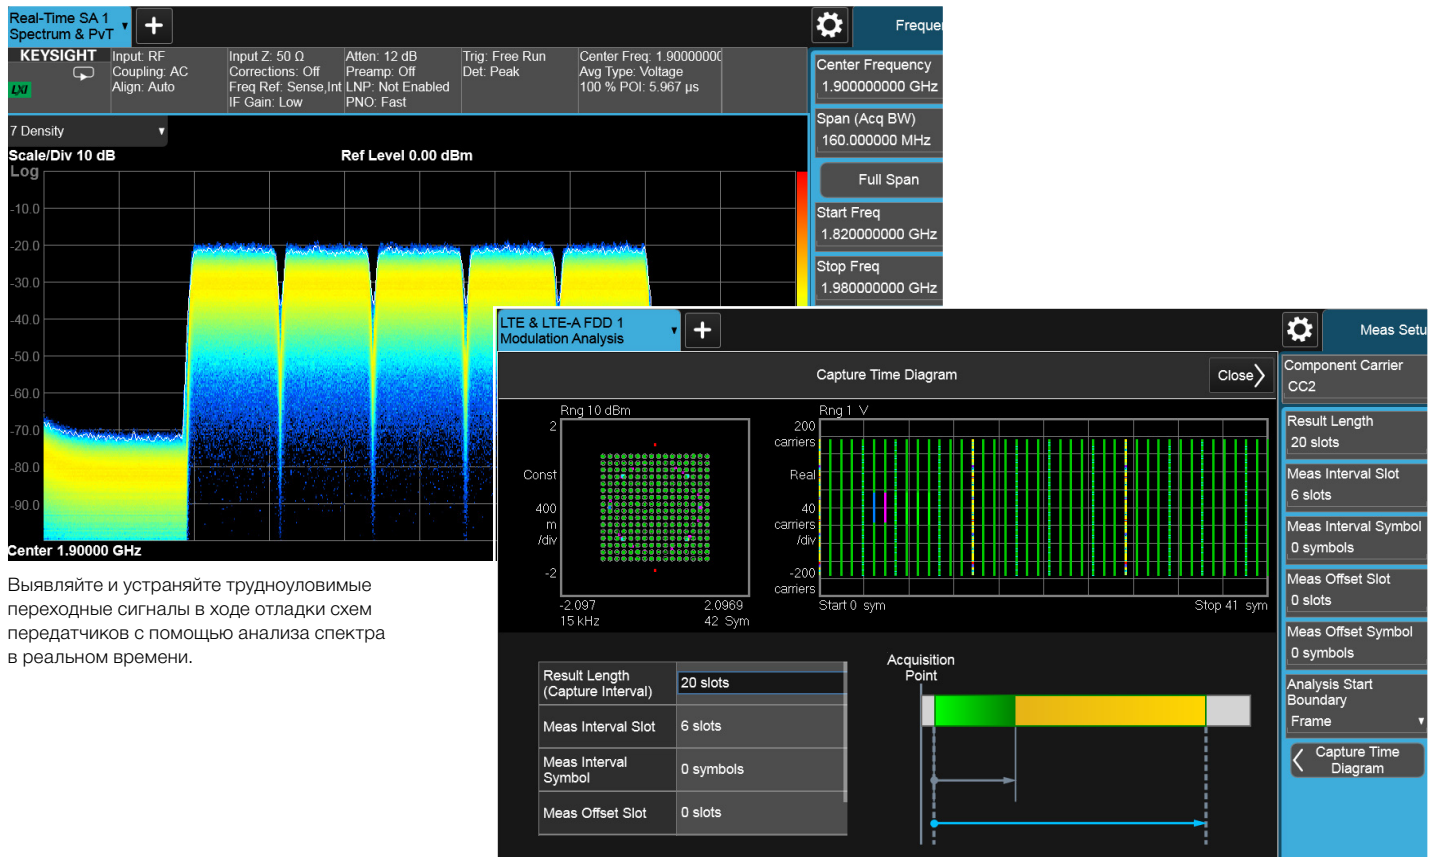 Real-Time SA 1
Spectrum & PvT
KEYSIGHT
LXI
Input: RF
Coupling: AC
Align: Auto
Input Z: 50 Ω
Corrections: Off
Freq Ref: Sense,Int
IF Gain: Low
Atten: 12 dB
Preamp: Off
LNP: Not Enabled
PNO: Fast
Trig: Free Run
Det: Peak
Center Freq: 1.90000000
Avg Type: Voltage
100 % POI: 5.967 µs
7 Density
Scale/Div 10 dB
Ref Level 0.00 dBm
Log
-10.0
-20.0
-30.0
-40.0
-50.0
-60.0
-70.0
-80.0
-90.0
Center 1.90000 GHz
Frequen
Center Frequency
1.900000000 GHz
Span (Acq BW)
160.000000 MHz
Full Span
Start Freq
1.820000000 GHz
Stop Freq
1.980000000 GHz
Выявляйте и устраняйте трудноуловимые
переходные сигналы в ходе отладки схем
передатчиков с помощью анализа спектра
в реальном времени.
LTE & LTE-A FDD 1
Modulation Analysis
Capture Time Diagram
Close
Rng 10 dBm
2
Const
400
m
/div
-2
-2.097
2.0969
15 kHz
42 Sym
Rng 1 V
200
carriers
Real
40
carriers
/div
-200
carriers
Start 0 sym
Stop 41 sym
Result Length
(Capture Interval)
20 slots
Meas Interval Slot
6 slots
Meas Interval
Symbol
0 symbols
Meas Offset Slot
0 slots
Acquisition
Point
Meas Setu
Component Carrier
CC2
Result Length
20 slots
Meas Interval Slot
6 slots
Meas Interval Symbol
0 symbols
Meas Offset Slot
0 slots
Meas Offset Symbol
0 symbols
Analysis Start
Boundary
Frame
Capture Time
Diagram